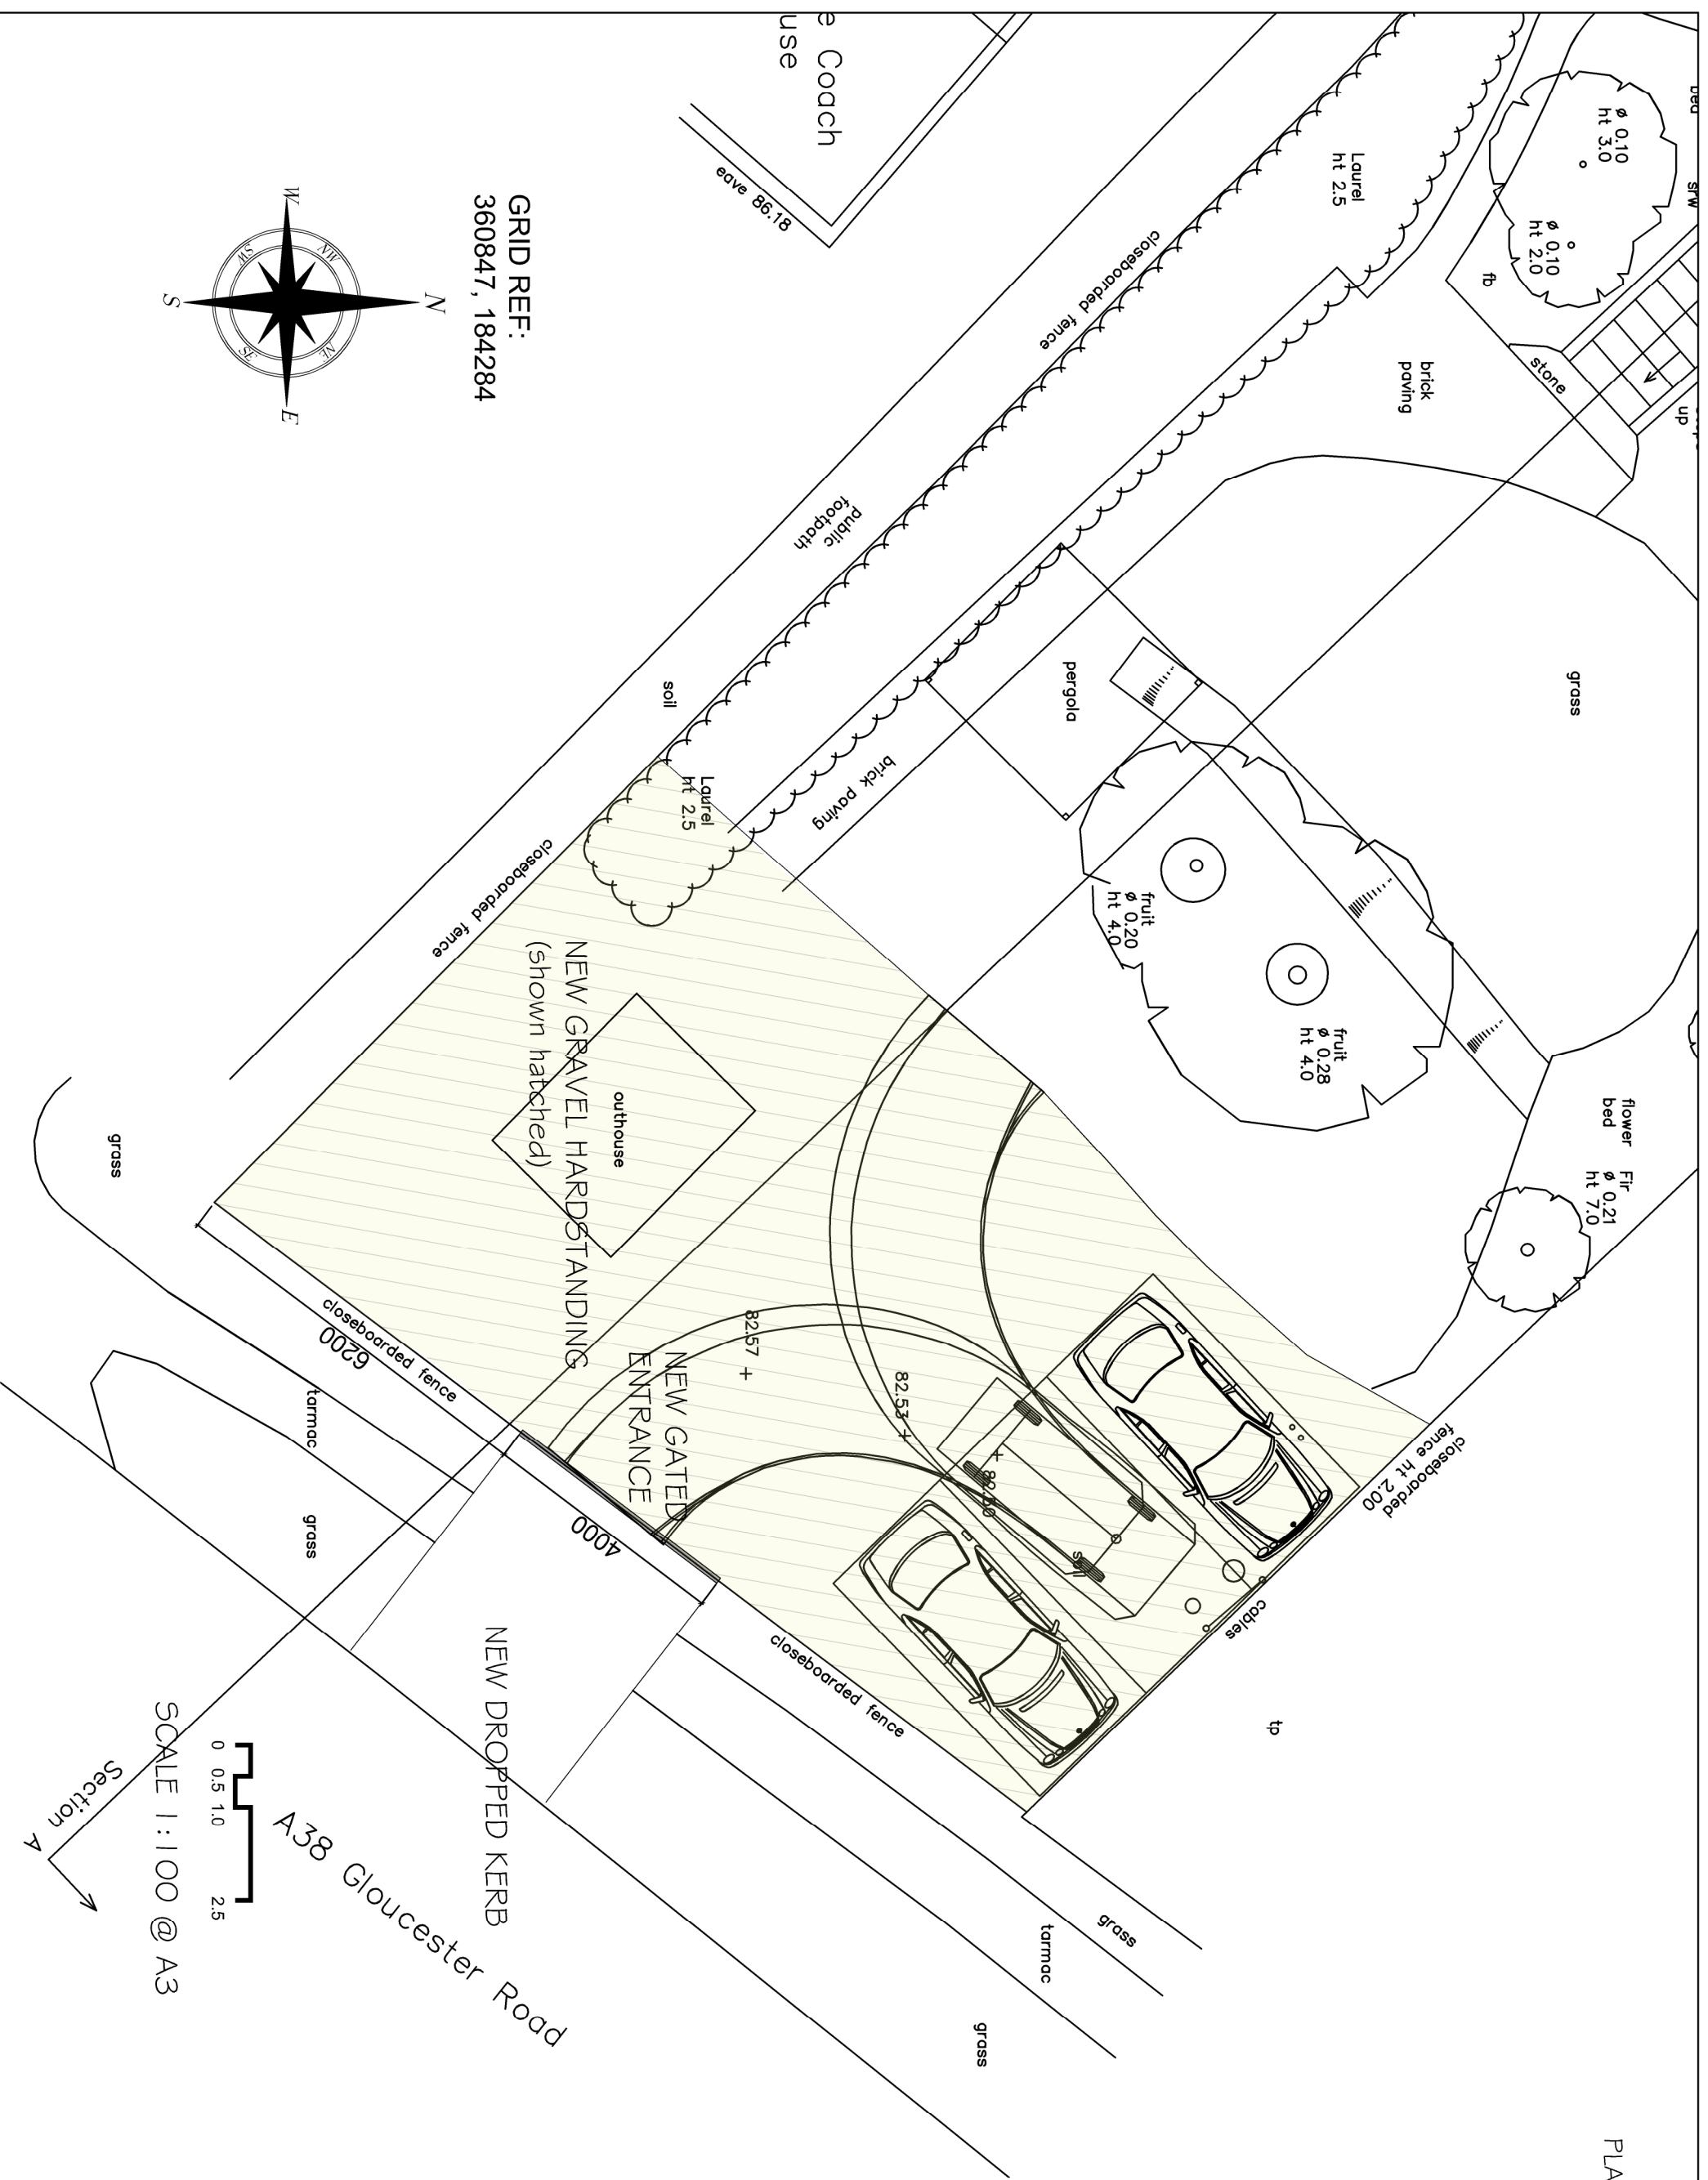 e Coach
use
eave 86.18
GRID REF:
360847, 184284
N
NE
E
SE
S
SW
W
NW
ø 0.10
ht 3.0
ø 0.10
ht 2.0
srw
fb
stone
up
Laurel
ht 2.5
brick
paving
closeboarded fence
public
footpath
soil
grass
pergola
brick paving
Laurel
ht 2.5
closeboarded fence
fruit
ø 0.20
ht 4.0
fruit
ø 0.28
ht 4.0
flower
bed
Fir
ø 0.21
ht 7.0
NEW GRAVEL HARDSTANDING
(shown hatched)
outhouse
82.57
82.53
82.50
soil
NEW GATED
ENTRANCE
closeboarded
fence ht 2.00
cables
tp
grass
closeboarded fence
6200
tarmac
grass
4000
closeboarded fence
NEW DROPPED KERB
grass
tarmac
grass
A38 Gloucester Road
0 0.5 1.0 2.5
SCALE 1:100 @ A3
Section
A
PLA